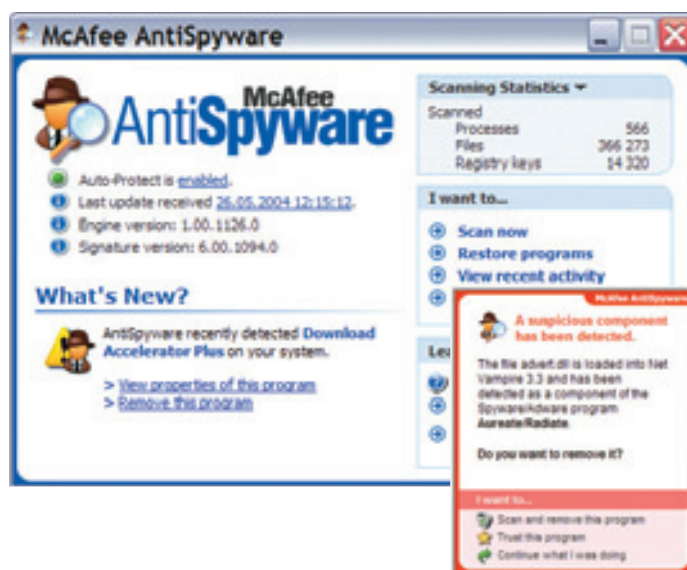 McAfee AntiSpyware
McAfee
AntiSpyware
Auto-Protect is enabled.
Last update received 26.05.2004 12:15:12.
Engine version: 1.00.1126.0
Signature version: 6.00.1094.0
What's New?
AntiSpyware recently detected Download
Accelerator Plus on your system.
> View properties of this program
> Remove this program
Scanning Statistics
Scanned
Processes 566
Files 366 273
Registry keys 14 320
I want to...
Scan now
Restore programs
View recent activity
Lea
McAfee AntiSpyware
A suspicious component
has been detected.
The file advert.dll is loaded into Net
Vampire 3.3 and has been
detected as a component of the
Spyware/Adware program
Aureate/Radiate.
Do you want to remove it?
I want to...
Scan and remove this program
Trust this program
Continue what I was doing